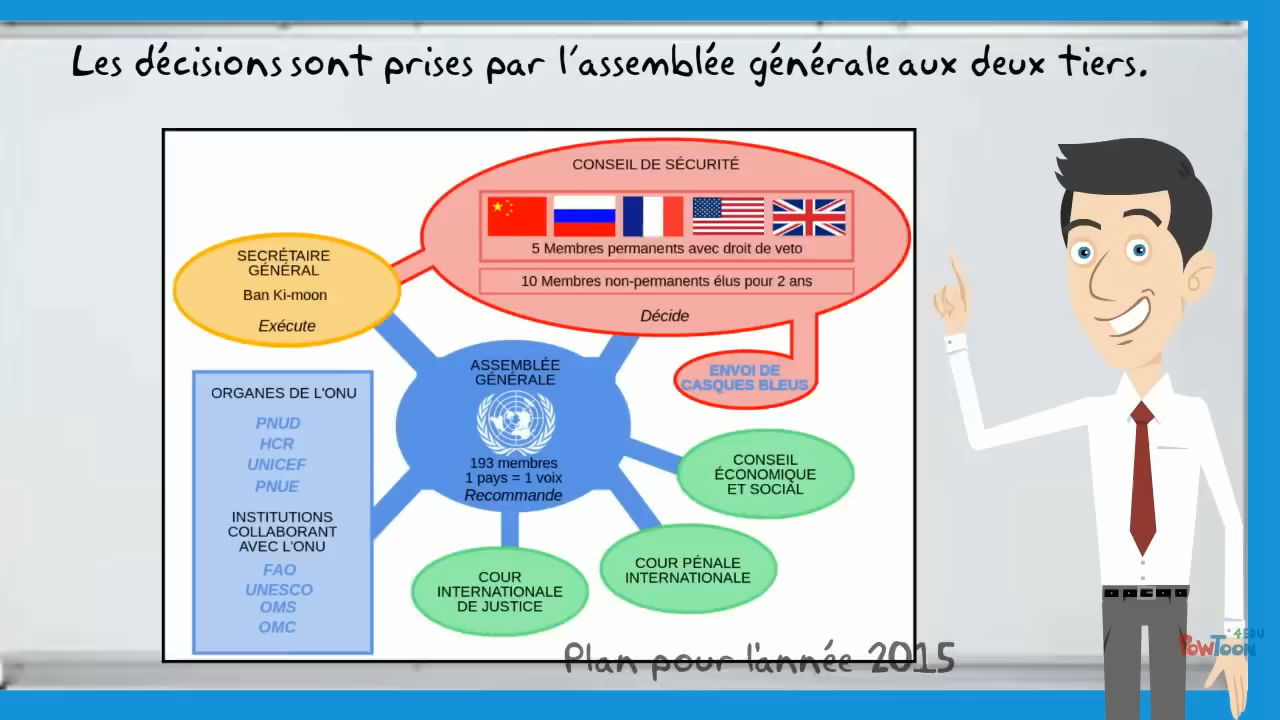 Les décisions sont prises par l'assemblée générale aux deux tiers.
CONSEIL DE SÉCURITÉ
5 Membres permanents avec droit de veto
10 Membres non-permanents élus pour 2 ans
Décide
SECRÉTAIRE
GÉNÉRAL
Ban Ki-moon
Exécute
ENVOI DE
CASQUES BLEUS
ASSEMBLÉE
GÉNÉRALE
193 membres
1 pays = 1 voix
Recommande
ORGANES DE L'ONU
PNUD
HCR
UNICEF
PNUE
INSTITUTIONS
COLLABORANT
AVEC L'ONU
FAO
UNESCO
OMS
OMC
CONSEIL
ÉCONOMIQUE
ET SOCIAL
COUR PÉNALE
INTERNATIONALE
COUR
INTERNATIONALE
DE JUSTICE
Plan pour l'année 2015
4EDU
POWTOON